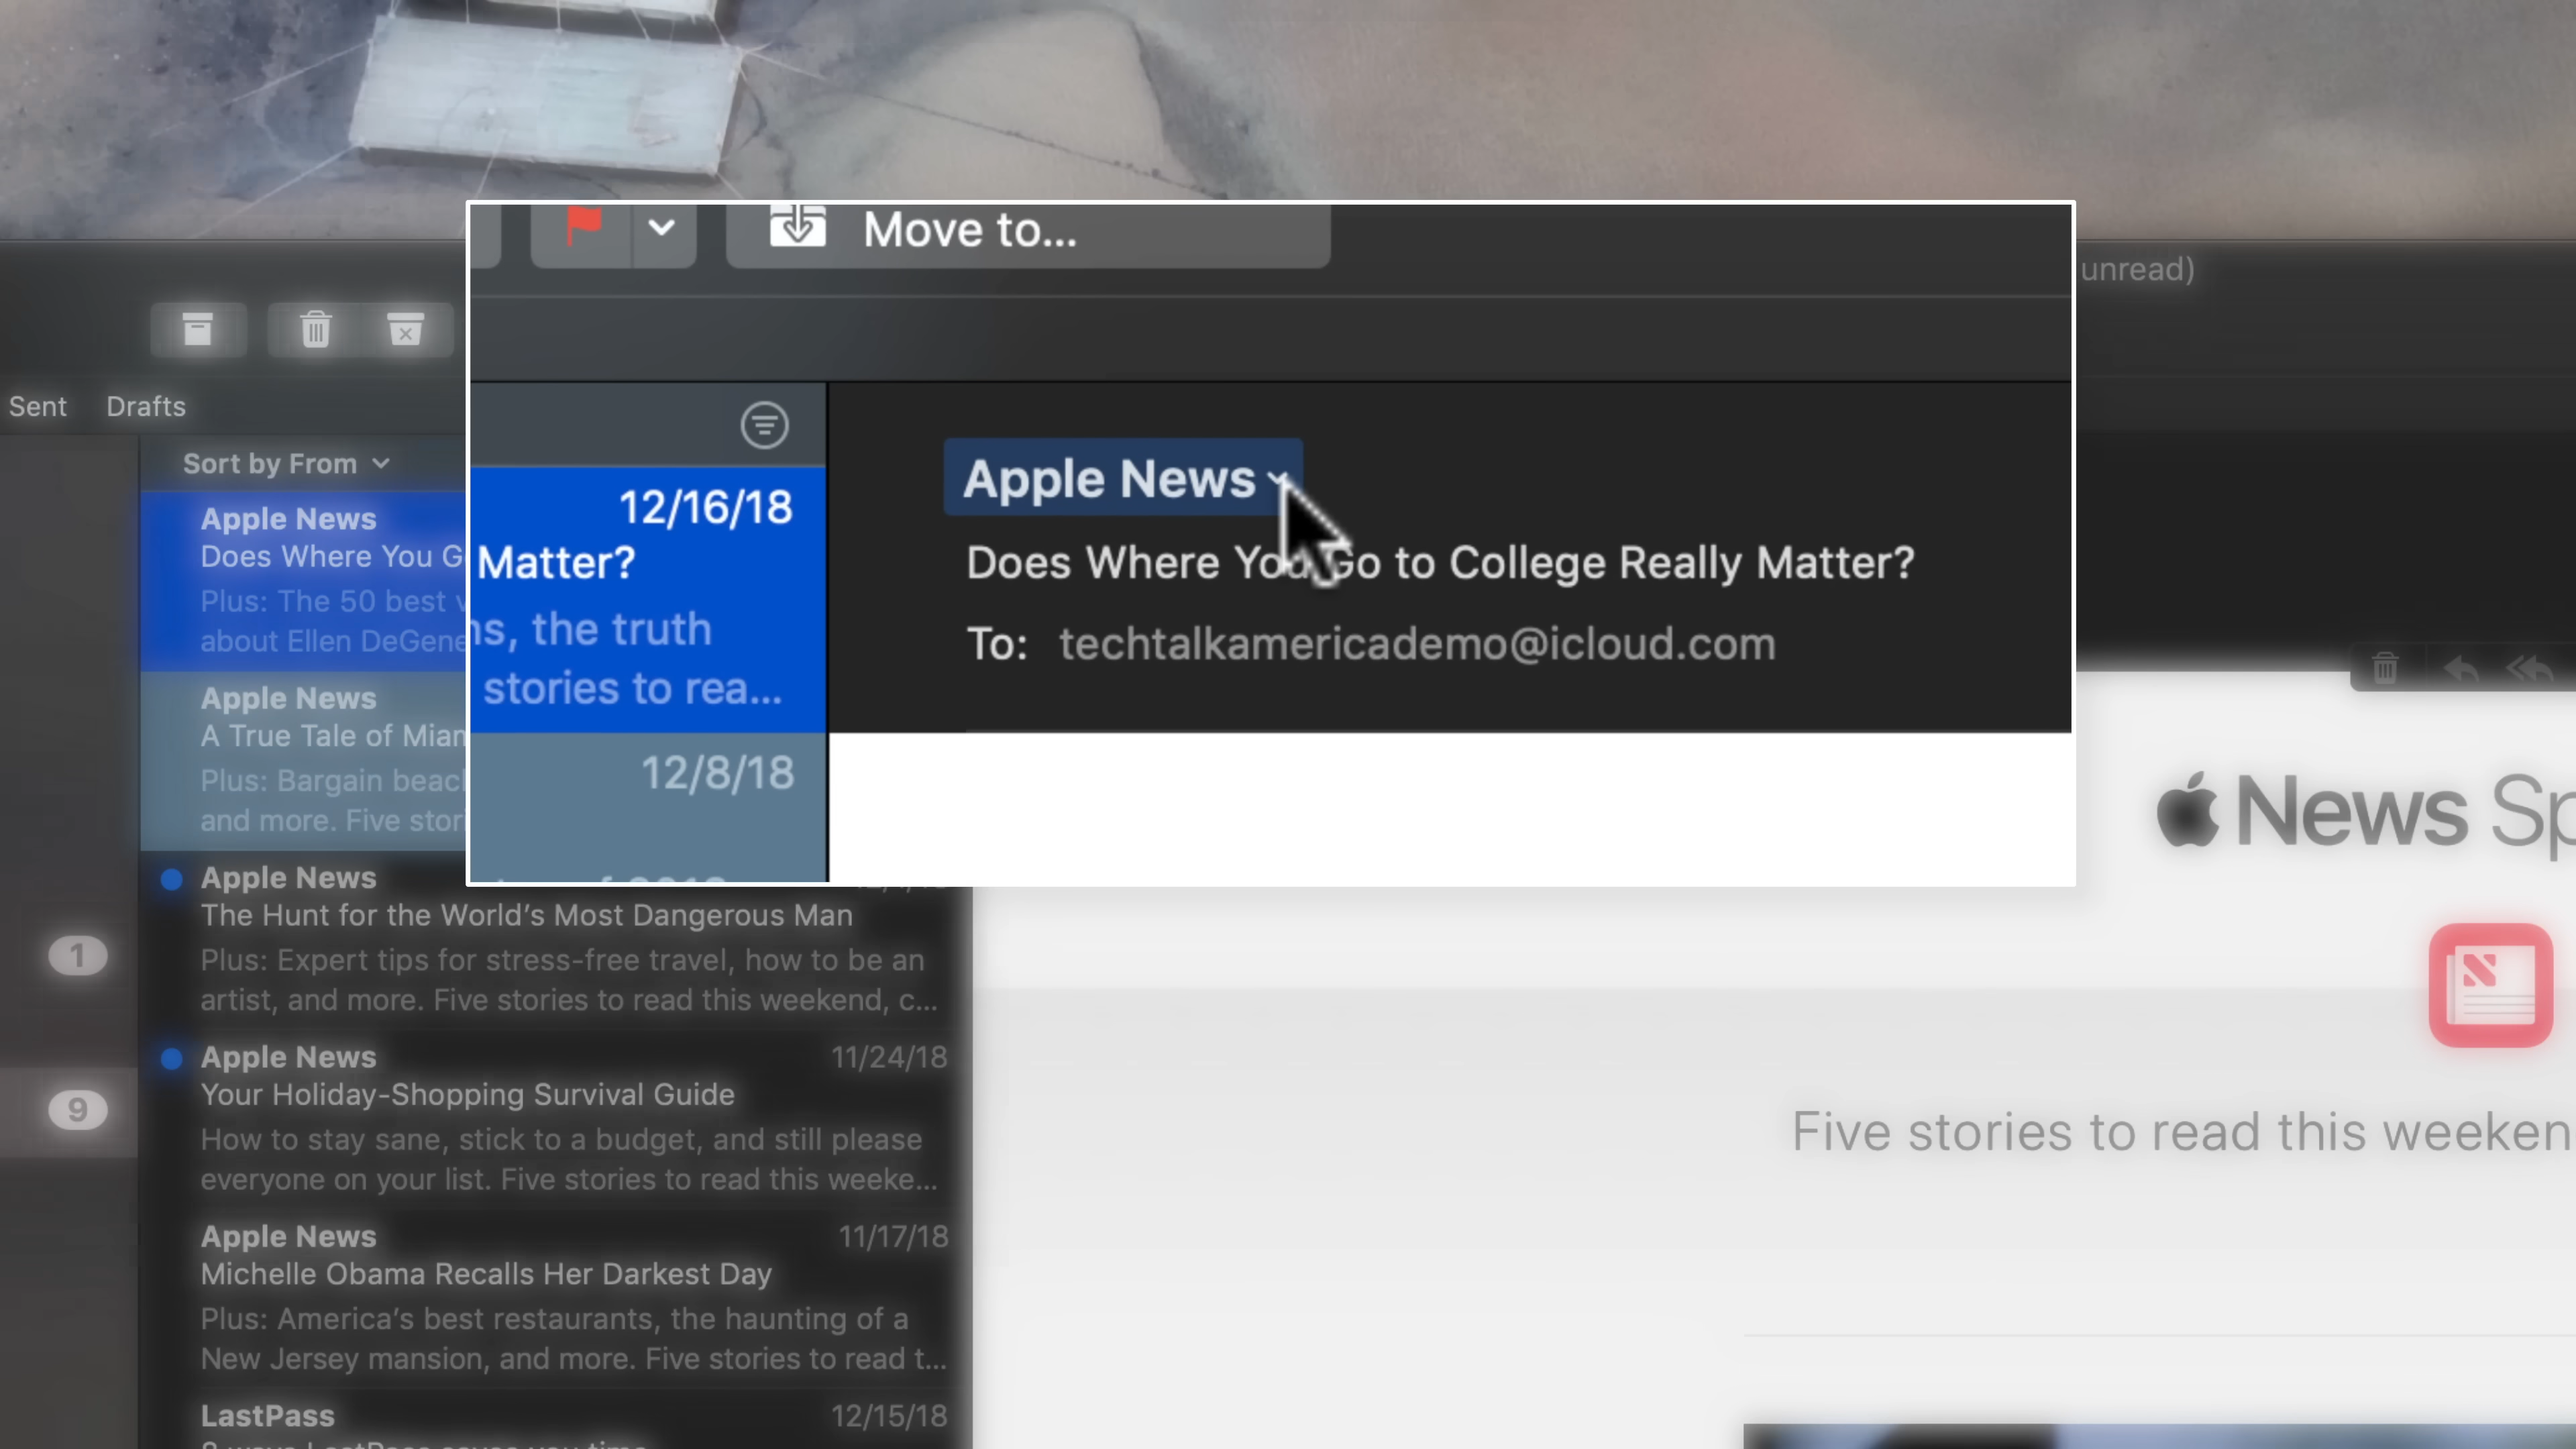 unread)
Move to...
Sent Drafts
Sort by From
Apple News
Does Where You G
Plus: The 50 best
about Ellen DeGene
12/16/18
Matter?
, the truth
stories to rea...
Apple News
Does Where You Go to College Really Matter?
To: techtalkamericademo@icloud.com
Apple News
A True Tale of Miam
Plus: Bargain beach
and more. Five stori
12/8/18
News Sp
Apple News
The Hunt for the World’s Most Dangerous Man
Plus: Expert tips for stress-free travel, how to be an
artist, and more. Five stories to read this weekend, c...
1
Apple News 11/24/18
Your Holiday-Shopping Survival Guide
How to stay sane, stick to a budget, and still please
everyone on your list. Five stories to read this weeke...
9
Five stories to read this weeken
Apple News 11/17/18
Michelle Obama Recalls Her Darkest Day
Plus: America’s best restaurants, the haunting of a
New Jersey mansion, and more. Five stories to read t...
LastPass 12/15/18